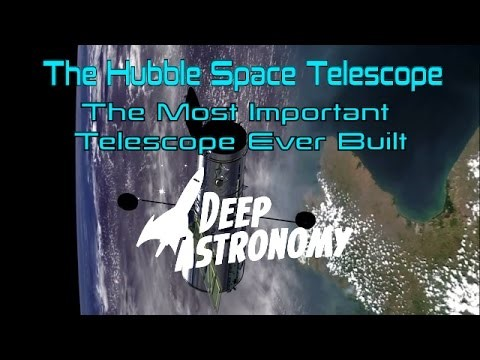 The Hubble Space Telescope
The Most Important
Telescope Ever Built
DEEP
ASTRONOMY